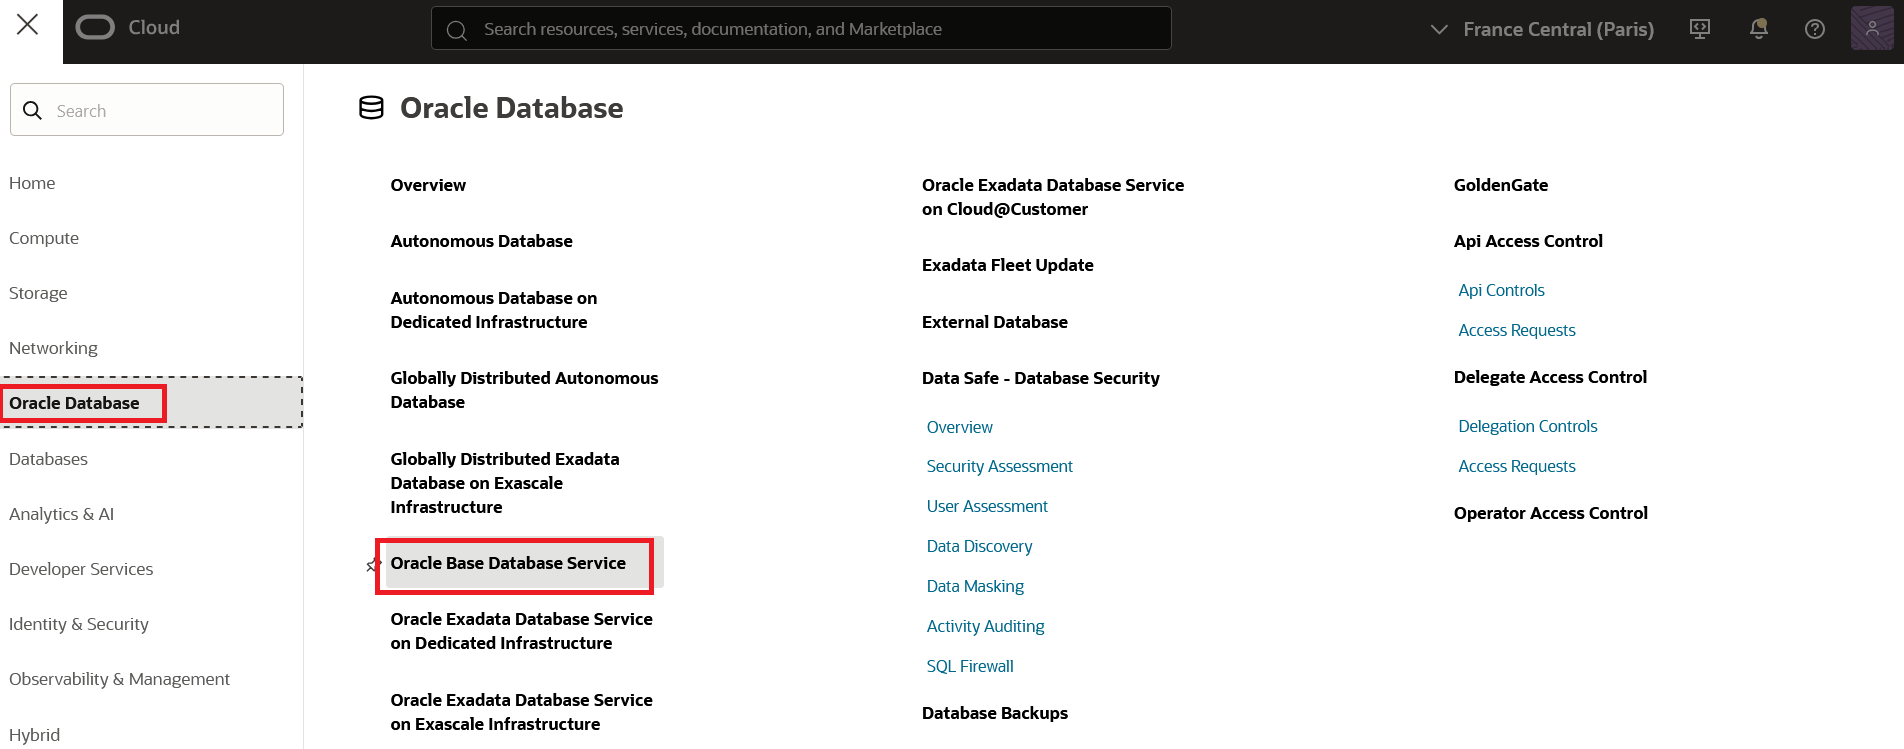 Cloud
Search resources, services, documentation, and Marketplace
France Central (Paris)
Search
Home
Compute
Storage
Networking
Oracle Database
Databases
Analytics & AI
Developer Services
Identity & Security
Observability & Management
Hybrid
Oracle Database
Overview
Autonomous Database
Autonomous Database on
Dedicated Infrastructure
Globally Distributed Autonomous
Database
Globally Distributed Exadata
Database on Exascale
Infrastructure
Oracle Base Database Service
Oracle Exadata Database Service
on Dedicated Infrastructure
Oracle Exadata Database Service
on Exascale Infrastructure
Oracle Exadata Database Service
on Cloud@Customer
Exadata Fleet Update
External Database
Data Safe - Database Security
Overview
Security Assessment
User Assessment
Data Discovery
Data Masking
Activity Auditing
SQL Firewall
Database Backups
GoldenGate
Api Access Control
Api Controls
Access Requests
Delegate Access Control
Delegation Controls
Access Requests
Operator Access Control